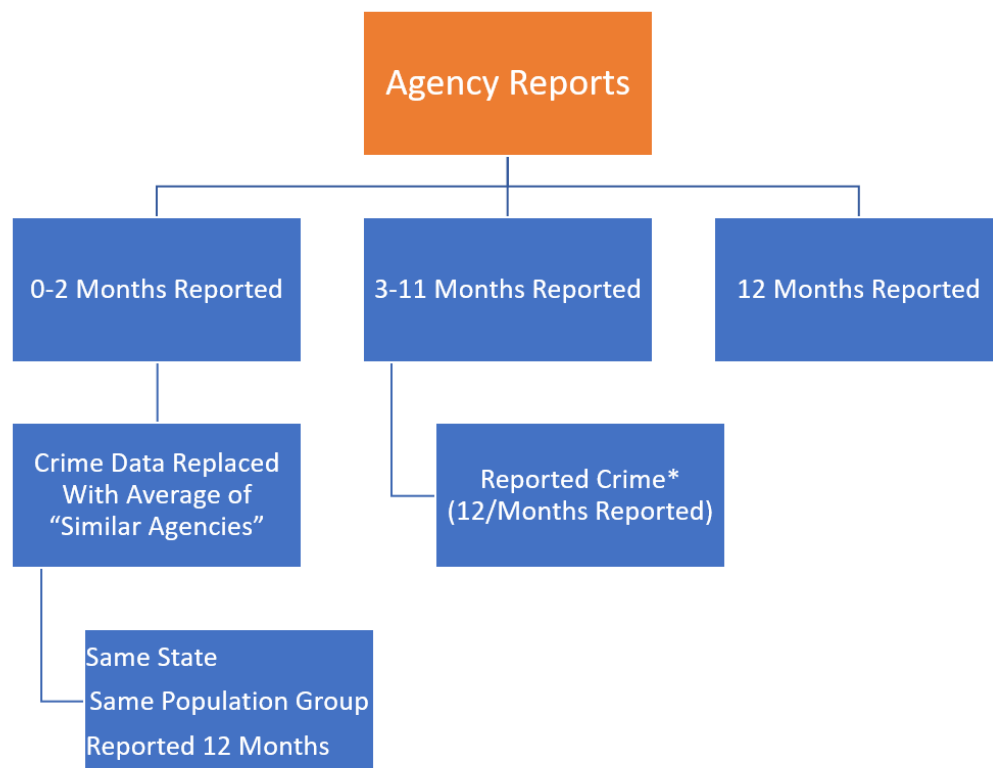 Agency Reports
0-2 Months Reported
3-11 Months Reported
12 Months Reported
Crime Data Replaced
With Average of
“Similar Agencies”
Reported Crime*
(12/Months Reported)
Same State
Same Population Group
Reported 12 Months